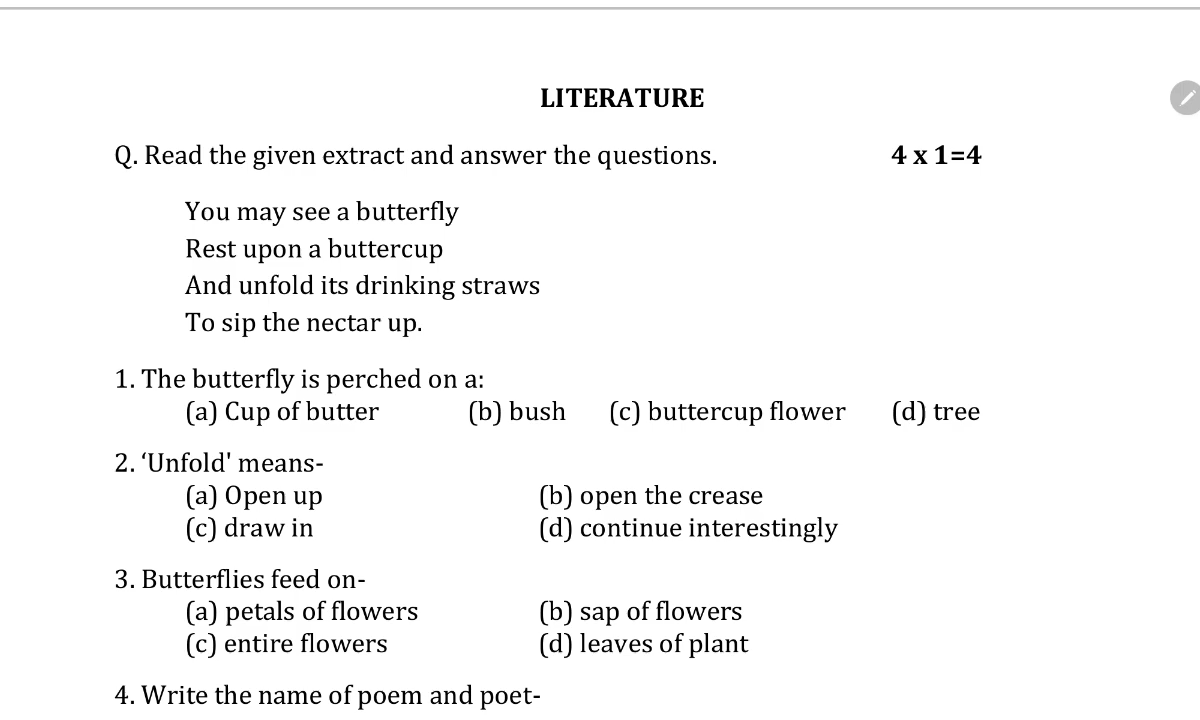 LITERATURE
Q. Read the given extract and answer the questions. 4 x 1=4
You may see a butterfly
Rest upon a buttercup
And unfold its drinking straws
To sip the nectar up.
1. The butterfly is perched on a:
(a) Cup of butter (b) bush (c) buttercup flower (d) tree
2. ‘Unfold' means-
(a) Open up (b) open the crease
(c) draw in (d) continue interestingly
3. Butterflies feed on-
(a) petals of flowers (b) sap of flowers
(c) entire flowers (d) leaves of plant
4. Write the name of poem and poet-